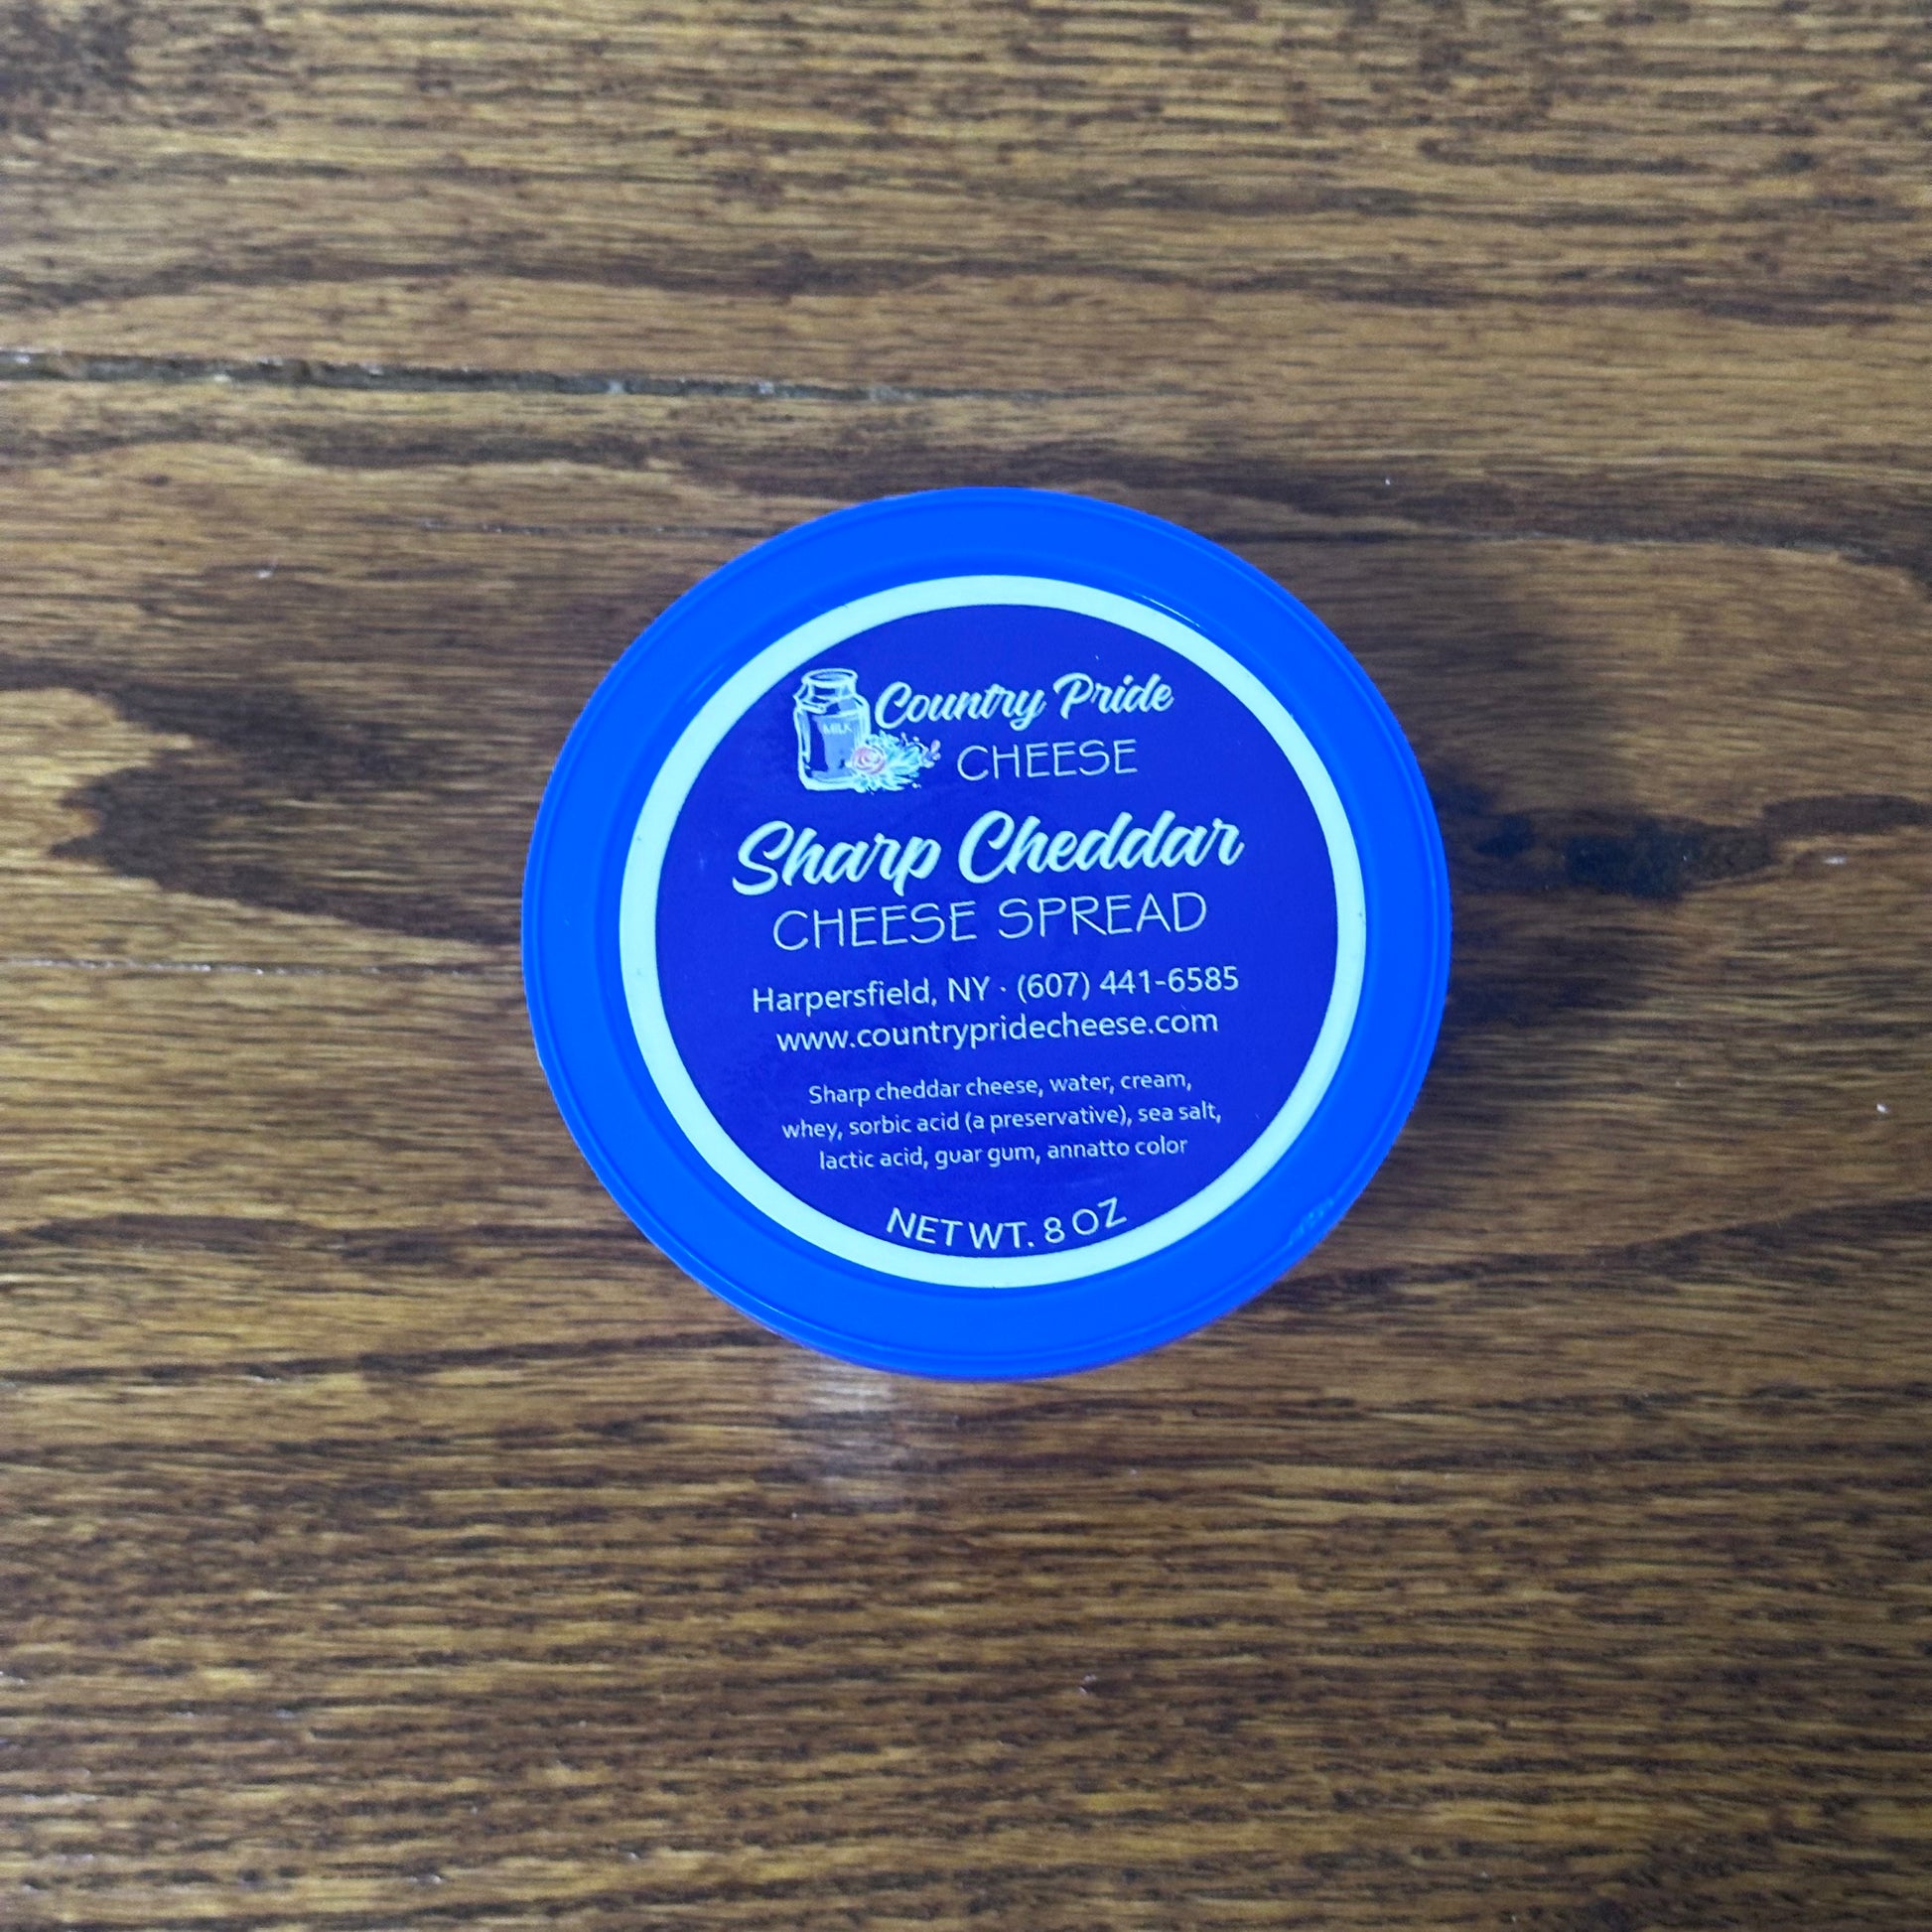 MILK
Country Pride
CHEESE
Sharp Cheddar
CHEESE SPREAD
Harpersfield, NY · (607) 441-6585
www.countrypridecheese.com
Sharp cheddar cheese, water, cream,
whey, sorbic acid (a preservative), sea salt,
lactic acid, guar gum, annatto color
NET WT. 8 OZ